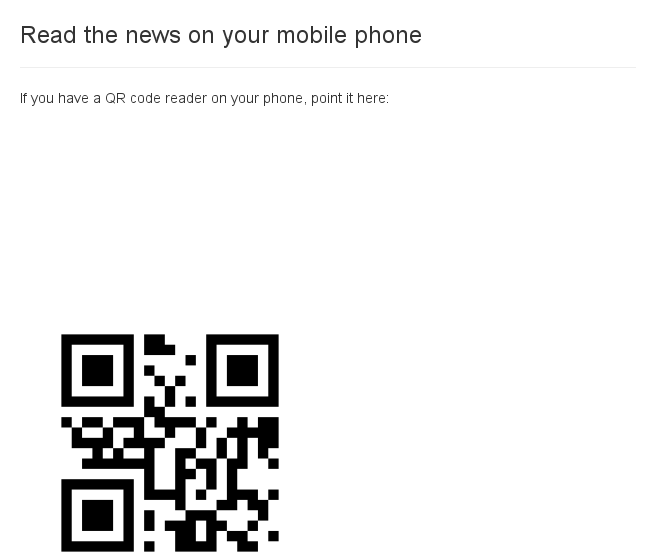 Read the news on your mobile phone
If you have a QR code reader on your phone, point it here: